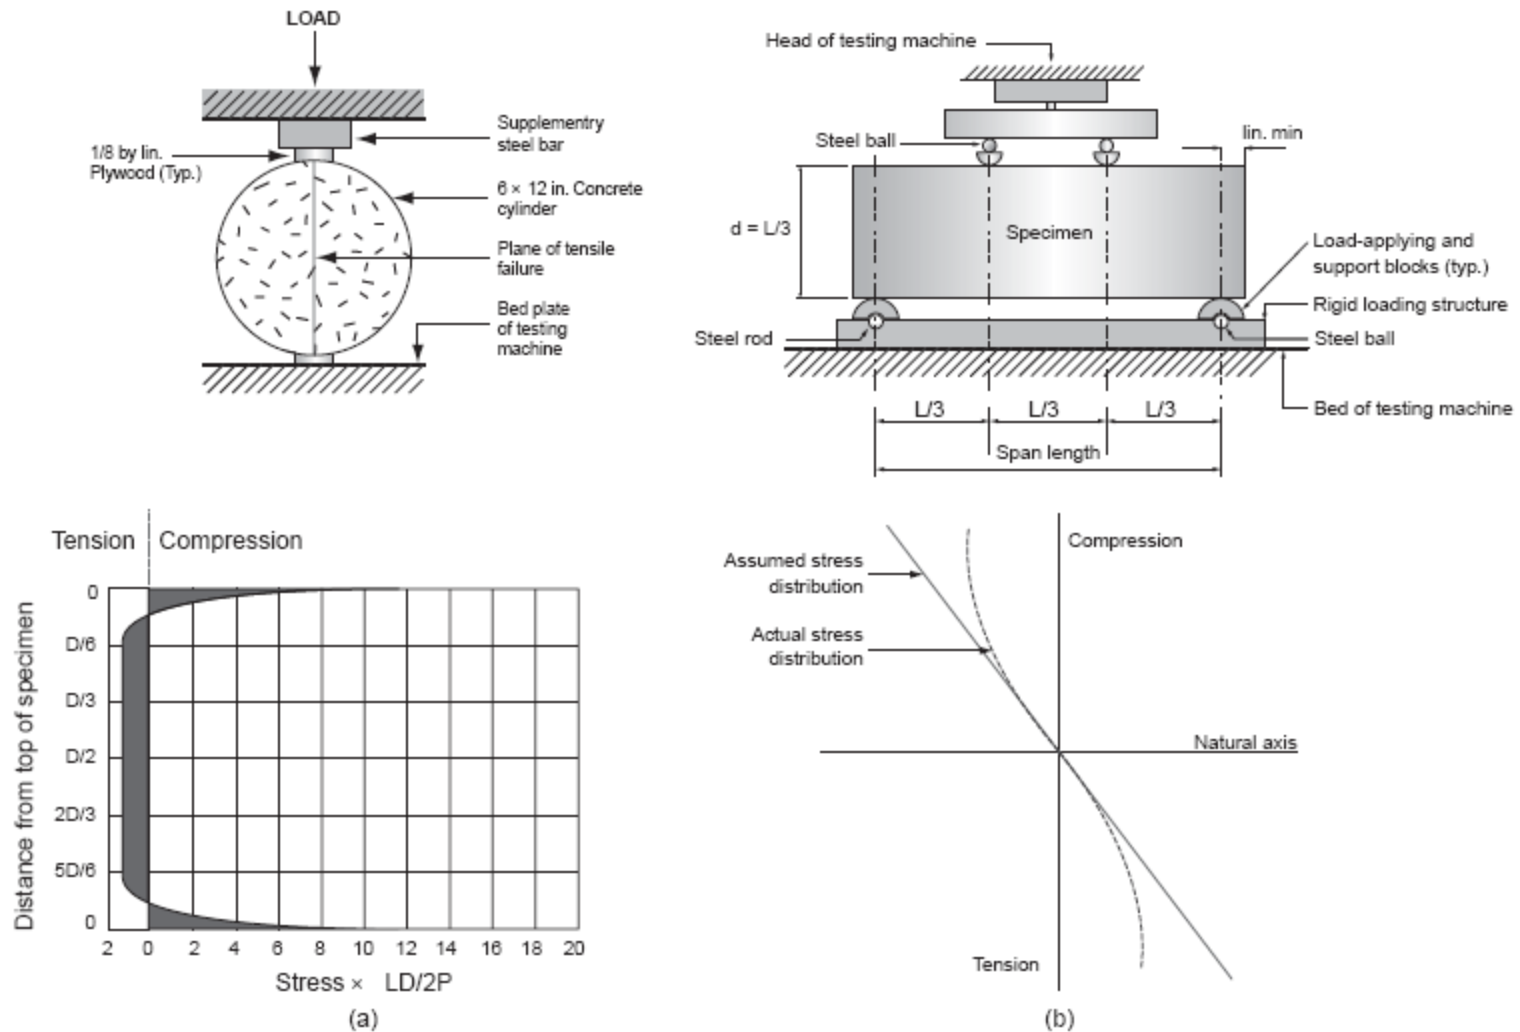 LOAD
Supplementry
steel bar
1/8 by lin.
Plywood (Typ.)
6 × 12 in. Concrete
cylinder
Plane of tensile
failure
Bed plate
of testing
machine
Head of testing machine
Steel ball
lin. min
d = L/3
Specimen
Load-applying and
support blocks (typ.)
Rigid loading structure
Steel rod
Steel ball
Bed of testing machine
L/3
L/3
L/3
Span length
Tension
Compression
Distance from top of specimen
0
D/6
D/3
D/2
2D/3
5D/6
0
2 0 2 4 6 8 10 12 14 16 18 20
Stress × LD/2P
(a)
Compression
Assumed stress
distribution
Actual stress
distribution
Natural axis
Tension
(b)